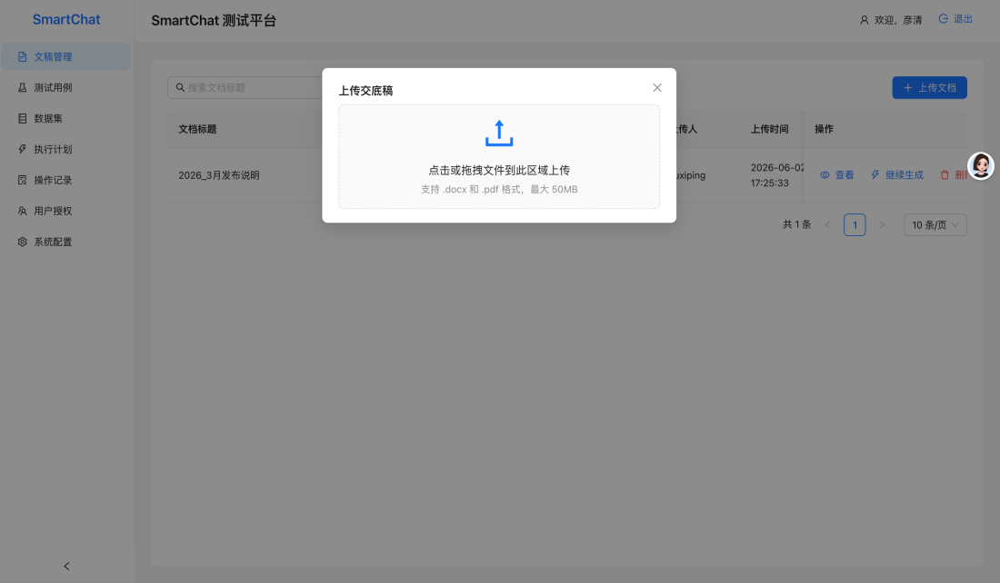 SmartChat
SmartChat 测试平台
欢迎，彦清
退出
文稿管理
测试用例
数据集
执行计划
操作记录
用户授权
系统配置
搜索文档标题
上传文档
文档标题
传人
上传时间
操作
2026_3月发布说明
uxiping
2026-06-02
17:25:33
查看
继续生成
共 1 条
1
10 条/页
上传交底稿
点击或拖拽文件到此区域上传
支持 .docx 和 .pdf 格式，最大 50MB